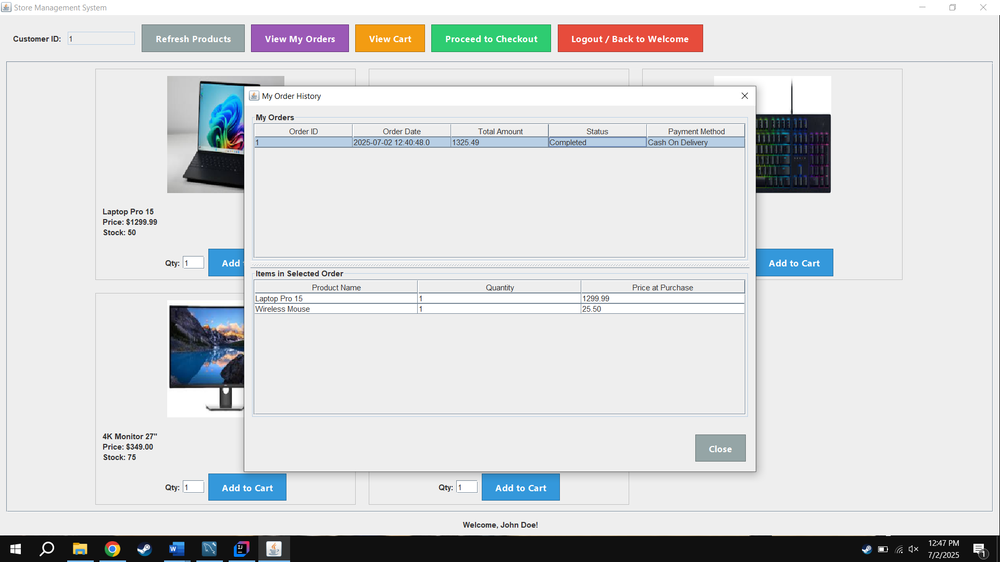 Store Management System
Customer ID: 1 Refresh Products View My Orders View Cart Proceed to Checkout Logout / Back to Welcome
My Order History
My Orders
Order ID Order Date Total Amount Status Payment Method
1 2025-07-02 12:40:48.0 1325.49 Completed Cash On Delivery
Laptop Pro 15
Price: $1299.99
Stock: 50
Qty: 1 Add
Add to Cart
Items in Selected Order
Product Name Quantity Price at Purchase
Laptop Pro 15 1 1299.99
Wireless Mouse 1 25.50
4K Monitor 27"
Price: $349.00
Stock: 75
Close
Qty: 1 Add to Cart
Qty: 1 Add to Cart
Welcome, John Doe!
W
IJ
12:47 PM
7/2/2025
1